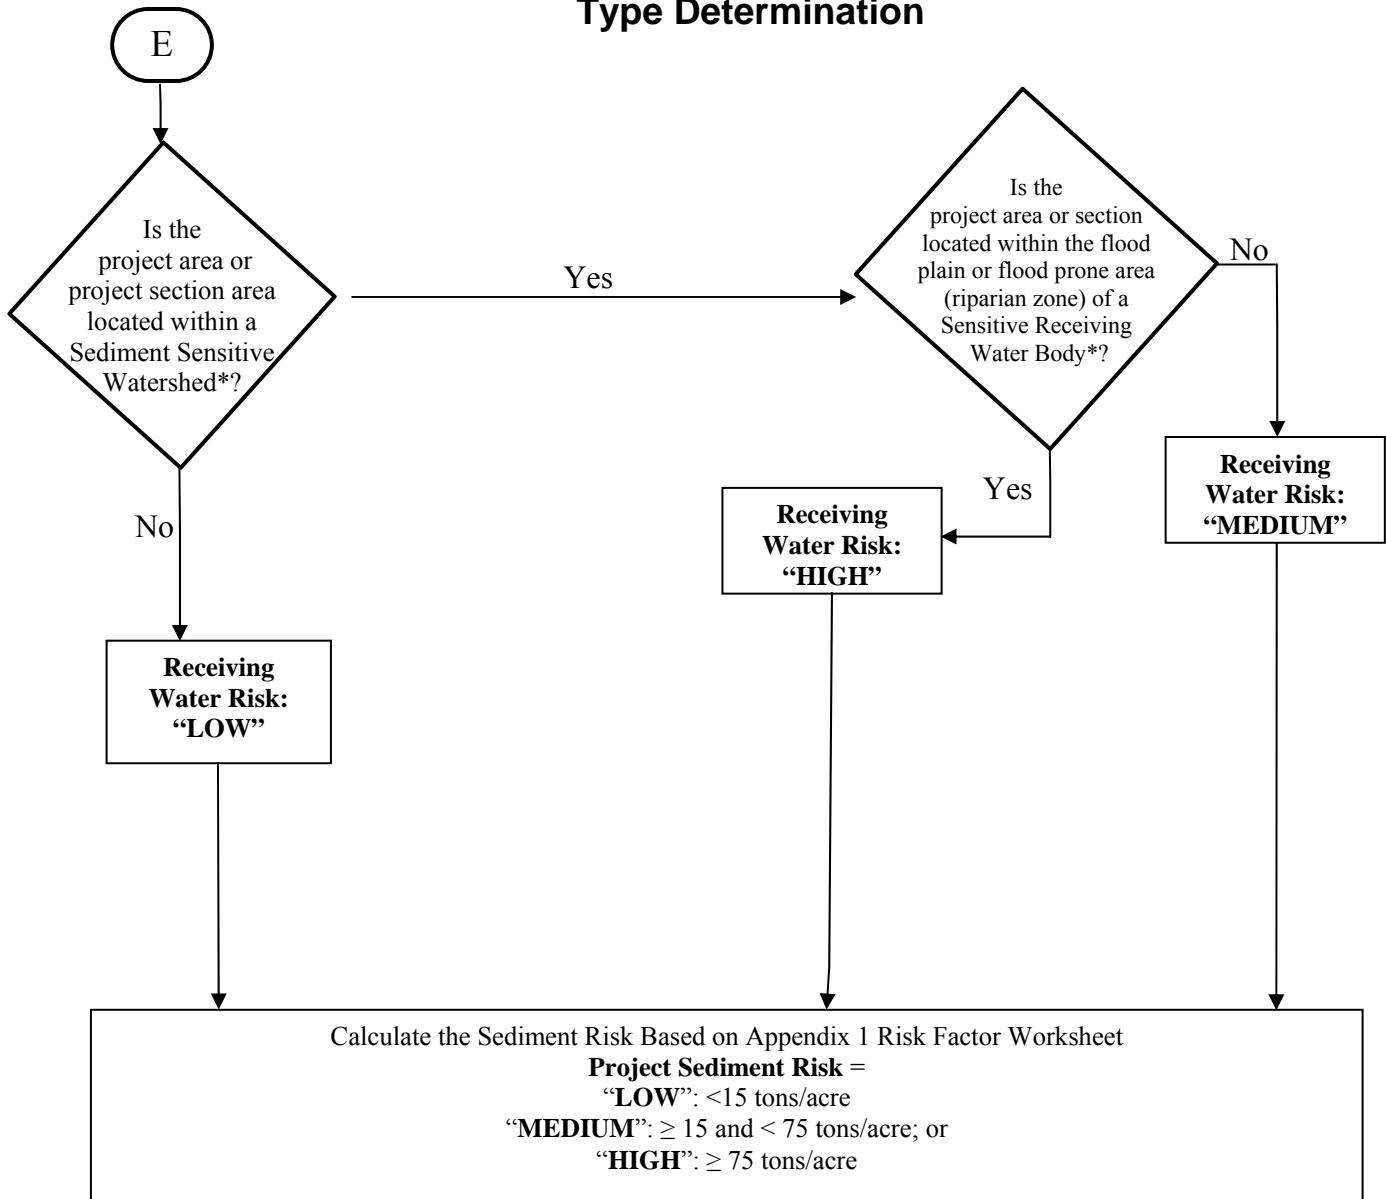 Type Determination
E
Is the
project area or
project section area
located within a
Sediment Sensitive
Watershed*?
Yes
Is the
project area or section
located within the flood
plain or flood prone area
(riparian zone) of a
Sensitive Receiving
Water Body*?
No
Yes
Receiving
Water Risk:
“MEDIUM”
Receiving
Water Risk:
“HIGH”
No
Receiving
Water Risk:
“LOW”
Calculate the Sediment Risk Based on Appendix 1 Risk Factor Worksheet
Project Sediment Risk =
“LOW”: <15 tons/acre
“MEDIUM”: ≥ 15 and < 75 tons/acre; or
“HIGH”: ≥ 75 tons/acre